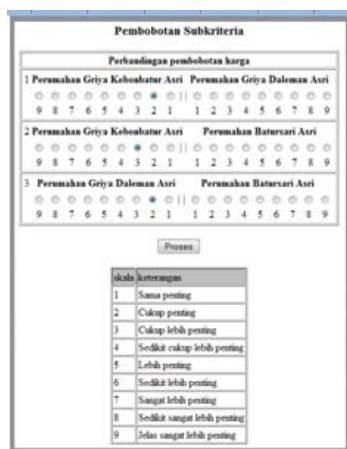 Pembobotan Subkriteria
Perbandingan pembobotan harga
1 Perumahan Griya Kebonbatur Asri Perumahan Griya Daleman Asri
| |
9 8 7 6 5 4 3 2 1 1 2 3 4 5 6 7 8 9
2 Perumahan Griya Kebonbatur Asri Perumahan Batursari Asri
| |
9 8 7 6 5 4 3 2 1 1 2 3 4 5 6 7 8 9
3 Perumahan Griya Daleman Asri Perumahan Batursari Asri
| |
9 8 7 6 5 4 3 2 1 1 2 3 4 5 6 7 8 9
Proses
skala keterangan
1 Sama penting
2 Cukup penting
3 Cukup lebih penting
4 Sedikit cukup lebih penting
5 Lebih penting
6 Sedikit lebih penting
7 Sangat lebih penting
8 Sedikit sangat lebih penting
9 Jelas sangat lebih penting